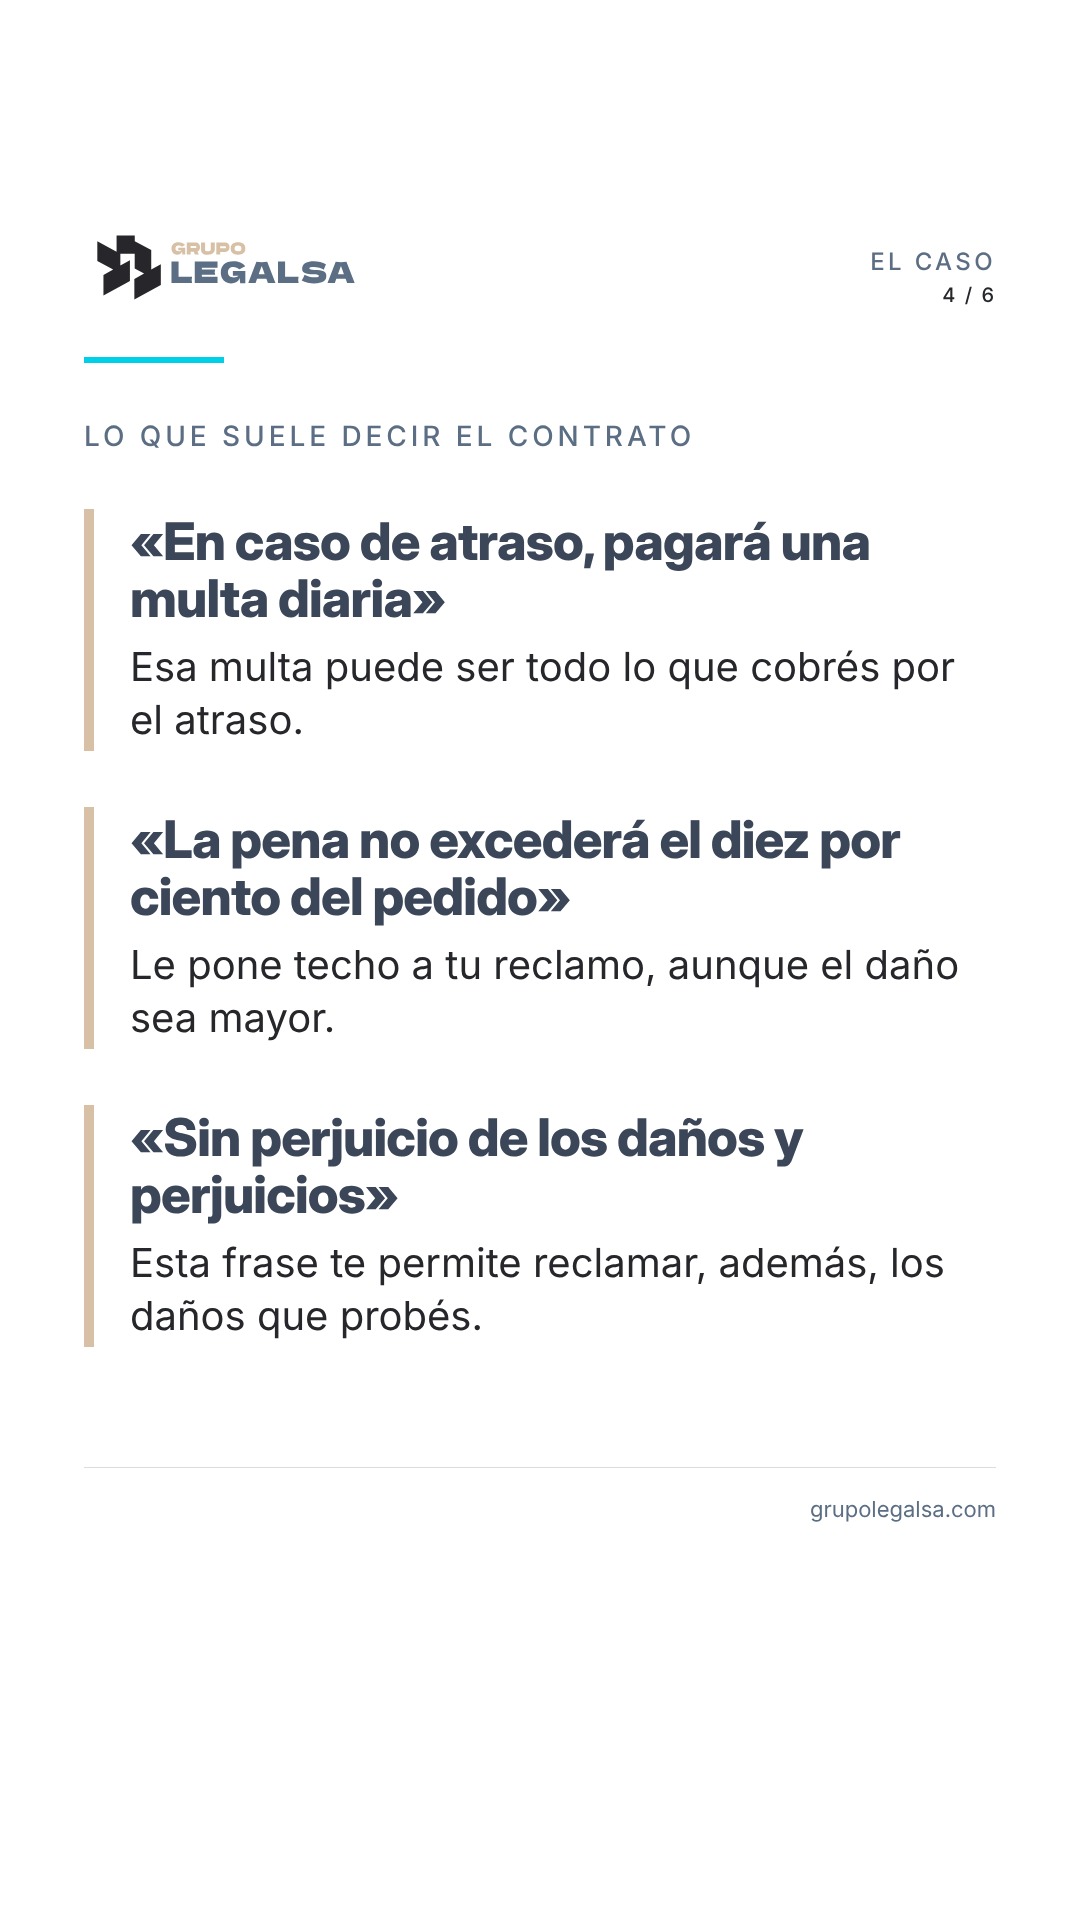 GRUPO
LEGALSA
EL CASO
4 / 6
LO QUE SUELE DECIR EL CONTRATO
«En caso de atraso, pagará una
multa diaria»
Esa multa puede ser todo lo que cobrés por
el atraso.
«La pena no excederá el diez por
ciento del pedido»
Le pone techo a tu reclamo, aunque el daño
sea mayor.
«Sin perjuicio de los daños y
perjuicios»
Esta frase te permite reclamar, además, los
daños que probés.
grupolegalsa.com